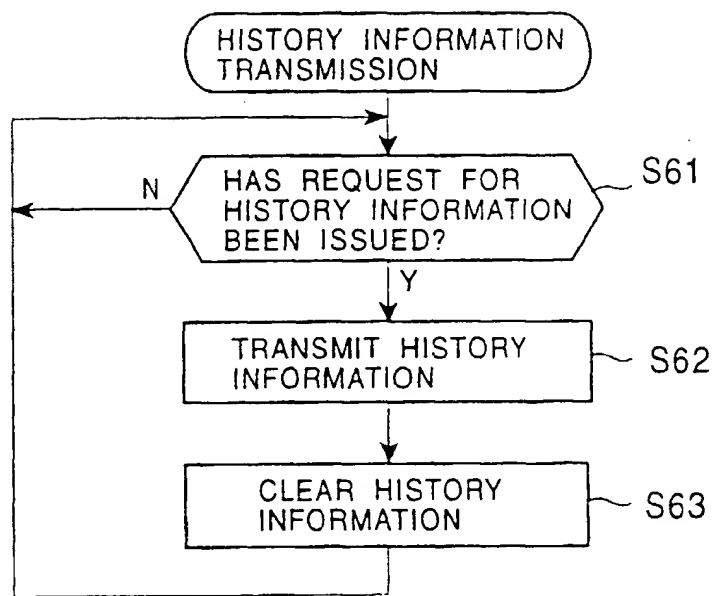 HISTORY INFORMATION
TRANSMISSION
HAS REQUEST FOR
HISTORY INFORMATION
BEEN ISSUED?
S61
N
Y
TRANSMIT HISTORY
INFORMATION
S62
CLEAR HISTORY
INFORMATION
S63